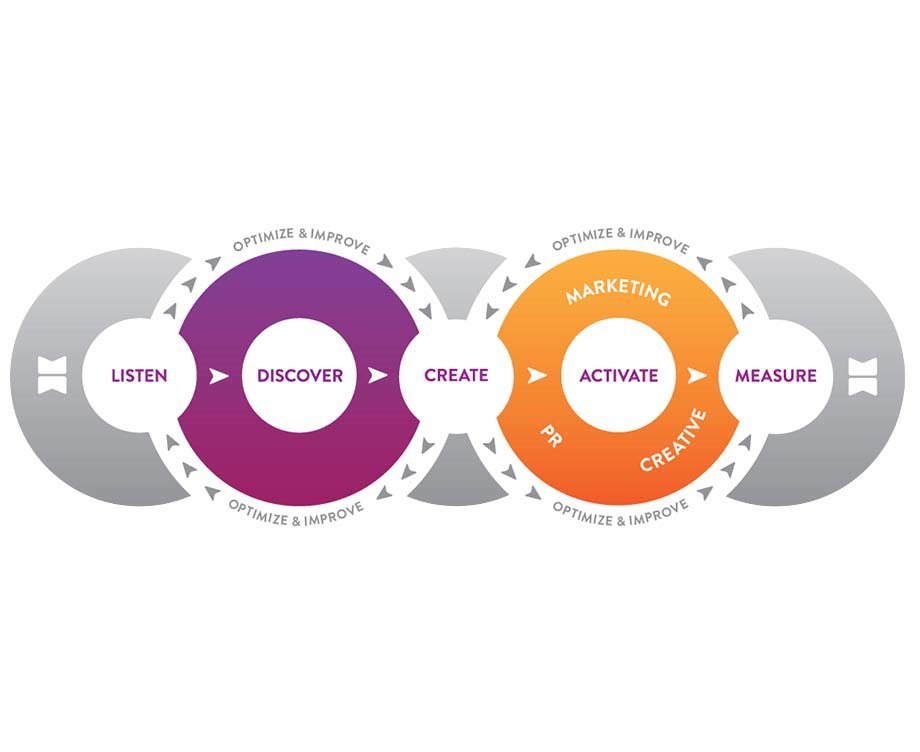 OPTIMIZE & IMPROVE
OPTIMIZE & IMPROVE
MARKETING
LISTEN
DISCOVER
CREATE
ACTIVATE
MEASURE
PR
CREATIVE
OPTIMIZE & IMPROVE
OPTIMIZE & IMPROVE